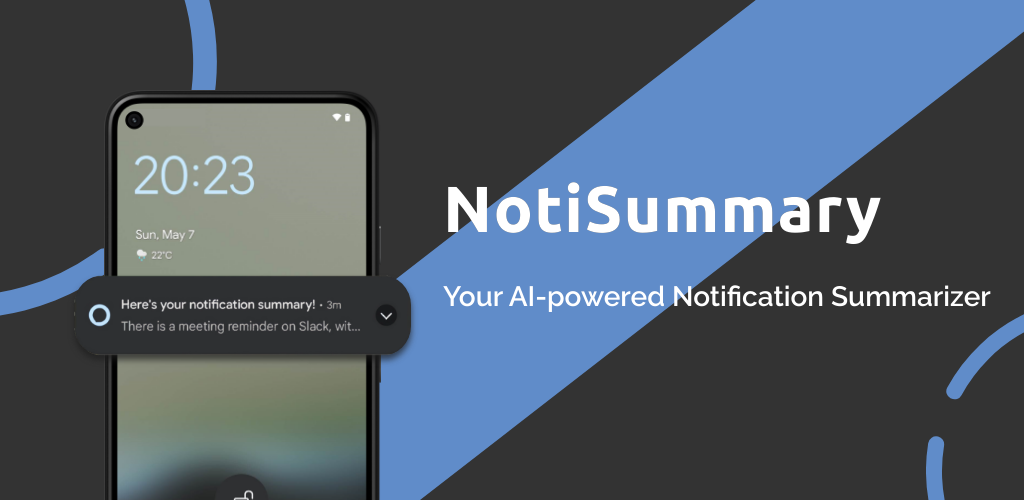 20:23
Sun, May 7
22°C
Here's your notification summary! • 3m
There is a meeting reminder on Slack, wit...
NotiSummary
Your AI-powered Notification Summarizer